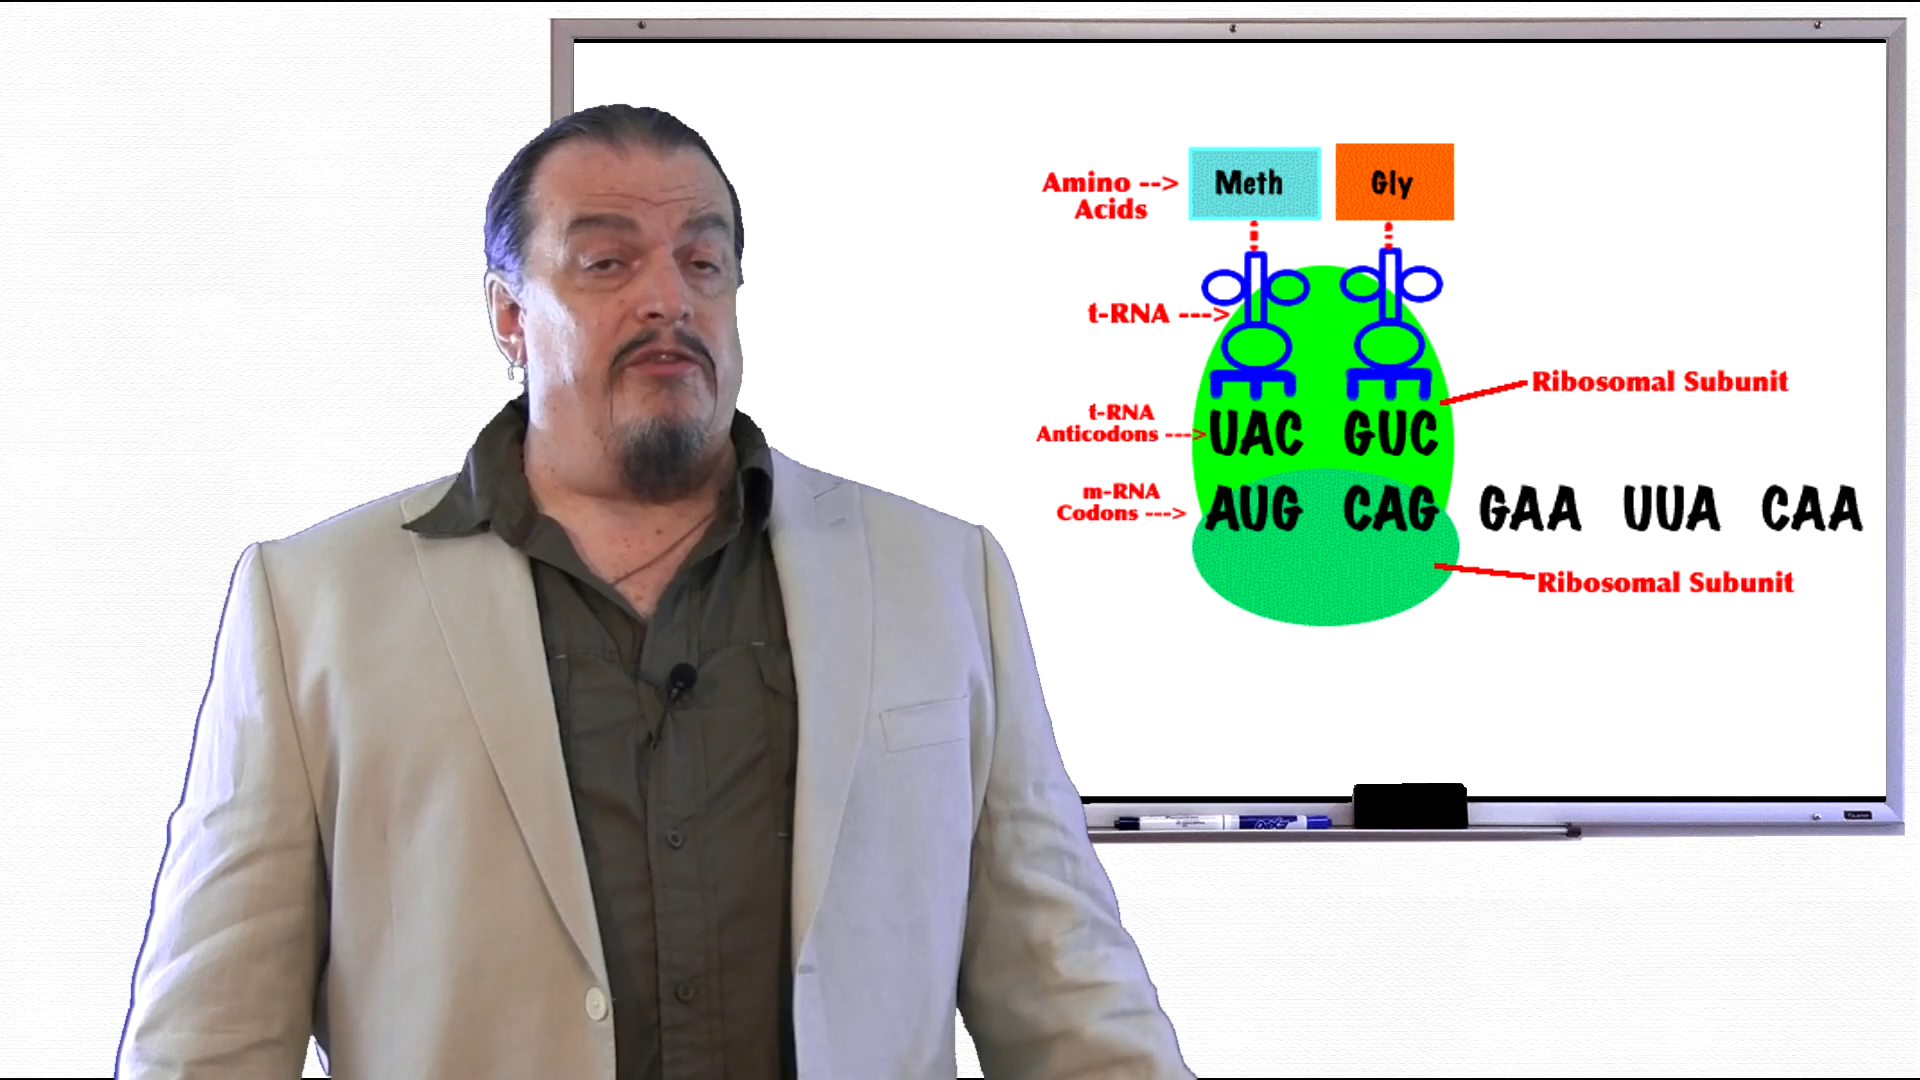 Amino --> Meth Gly
Acids
t-RNA --->
Ribosomal Subunit
t-RNA
Anticodons ---> UAC GUC
m-RNA
Codons ---> AUG CAG GAA UUA CAA
Ribosomal Subunit